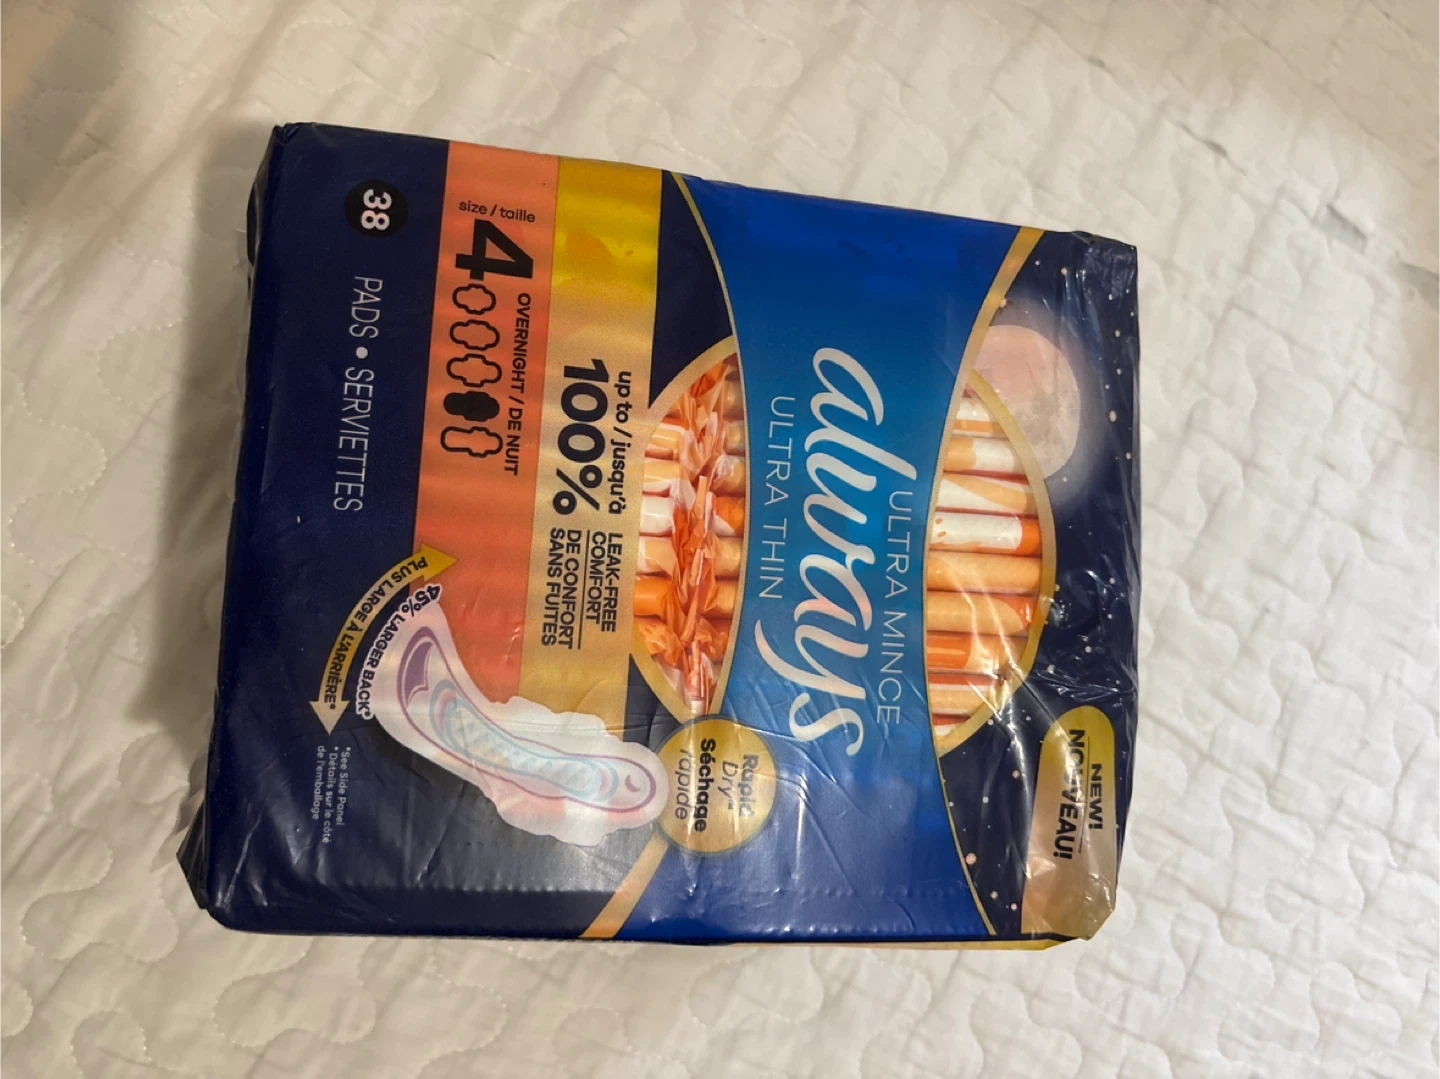 NEW!
NOUVEAU!
ULTRA MINCE
always
ULTRA THIN
Rapid
Dry™
Séchage
rapide
up to / jusqu'à
100%
LEAK-FREE
COMFORT
DE CONFORT
SANS FUITES
size / taille
4
OVERNIGHT / DE NUIT
45% LARGER BACK*
PLUS LARGE À L'ARRIÈRE*
38
PADS • SERVIETTES
*See Side Panel
*Détails sur le côté
de l'emballage